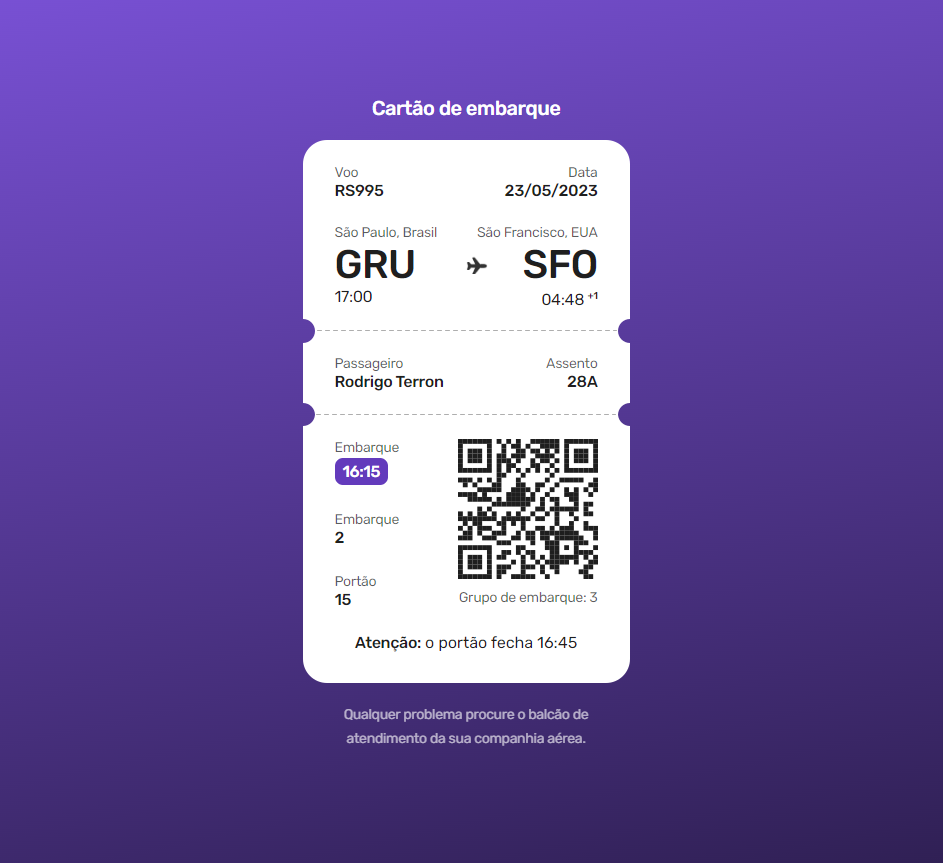 Cartão de embarque
Voo Data
RS995 23/05/2023
São Paulo, Brasil São Francisco, EUA
GRU SFO
17:00 04:48 +1
Passageiro Assento
Rodrigo Terron 28A
Embarque
16:15
Embarque
2
Portão
15
Grupo de embarque: 3
Atenção: o portão fecha 16:45
Qualquer problema procure o balcão de
atendimento da sua companhia aérea.